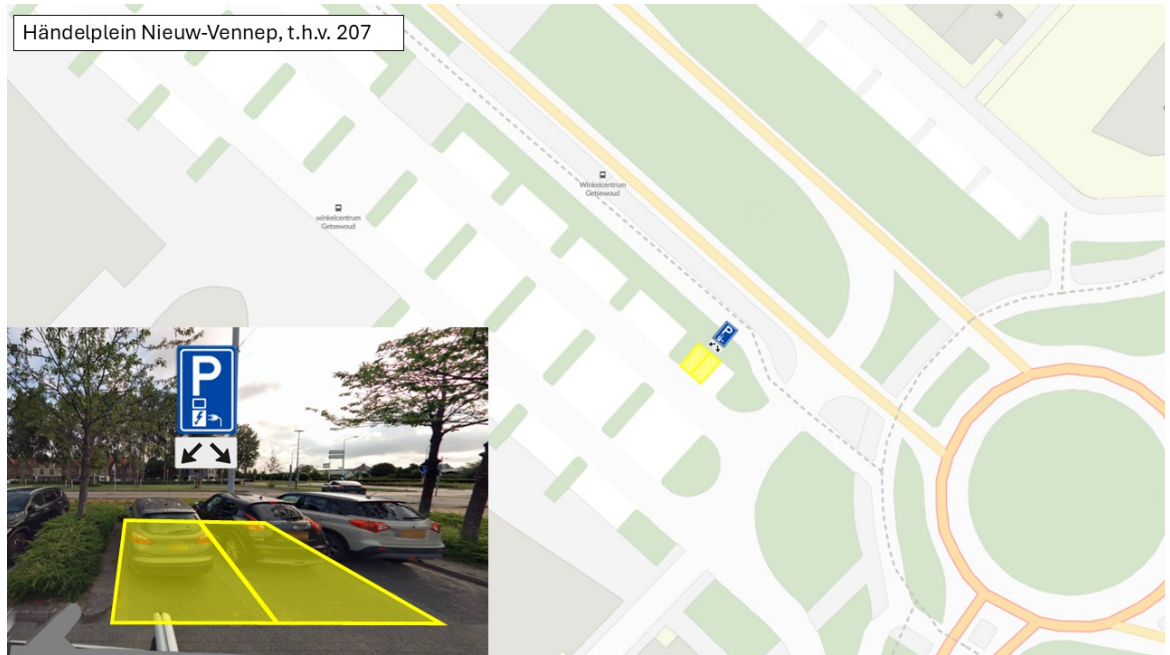 Händelplein Nieuw-Vennep, t.h.v. 207
Winkelcentrum
Getsewoud
winkelcentrum
Getsewoud
P
P